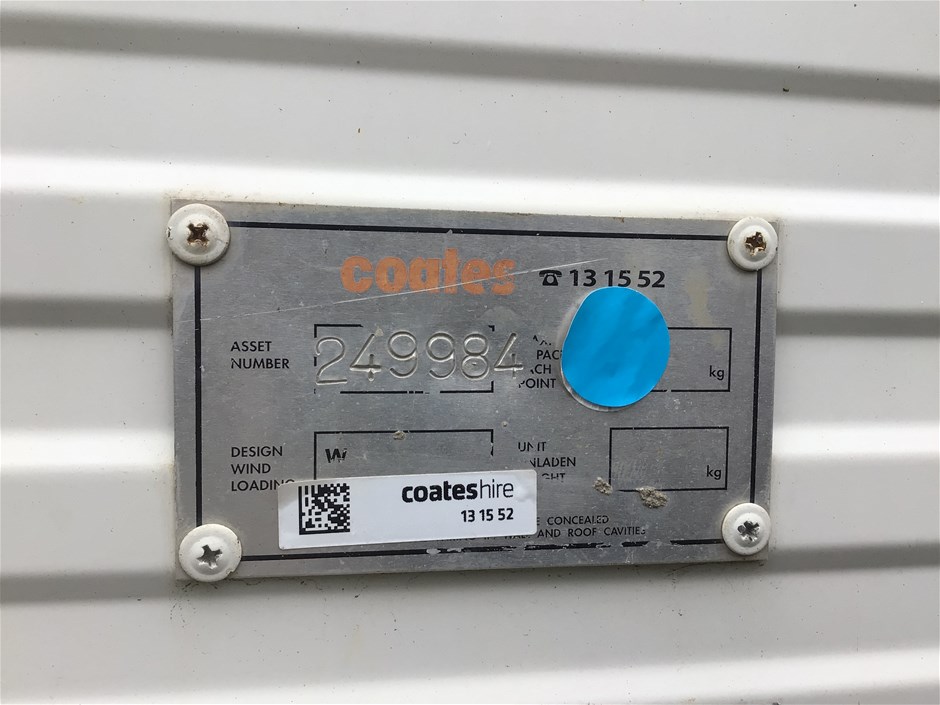 coates ☎ 13 15 52
ASSET
NUMBER
249984
POINT
kg
DESIGN
WIND
LOADING
W
UNIT
kg
coateshire
13 15 52
CONCEALED
AND ROOF CAVITIES